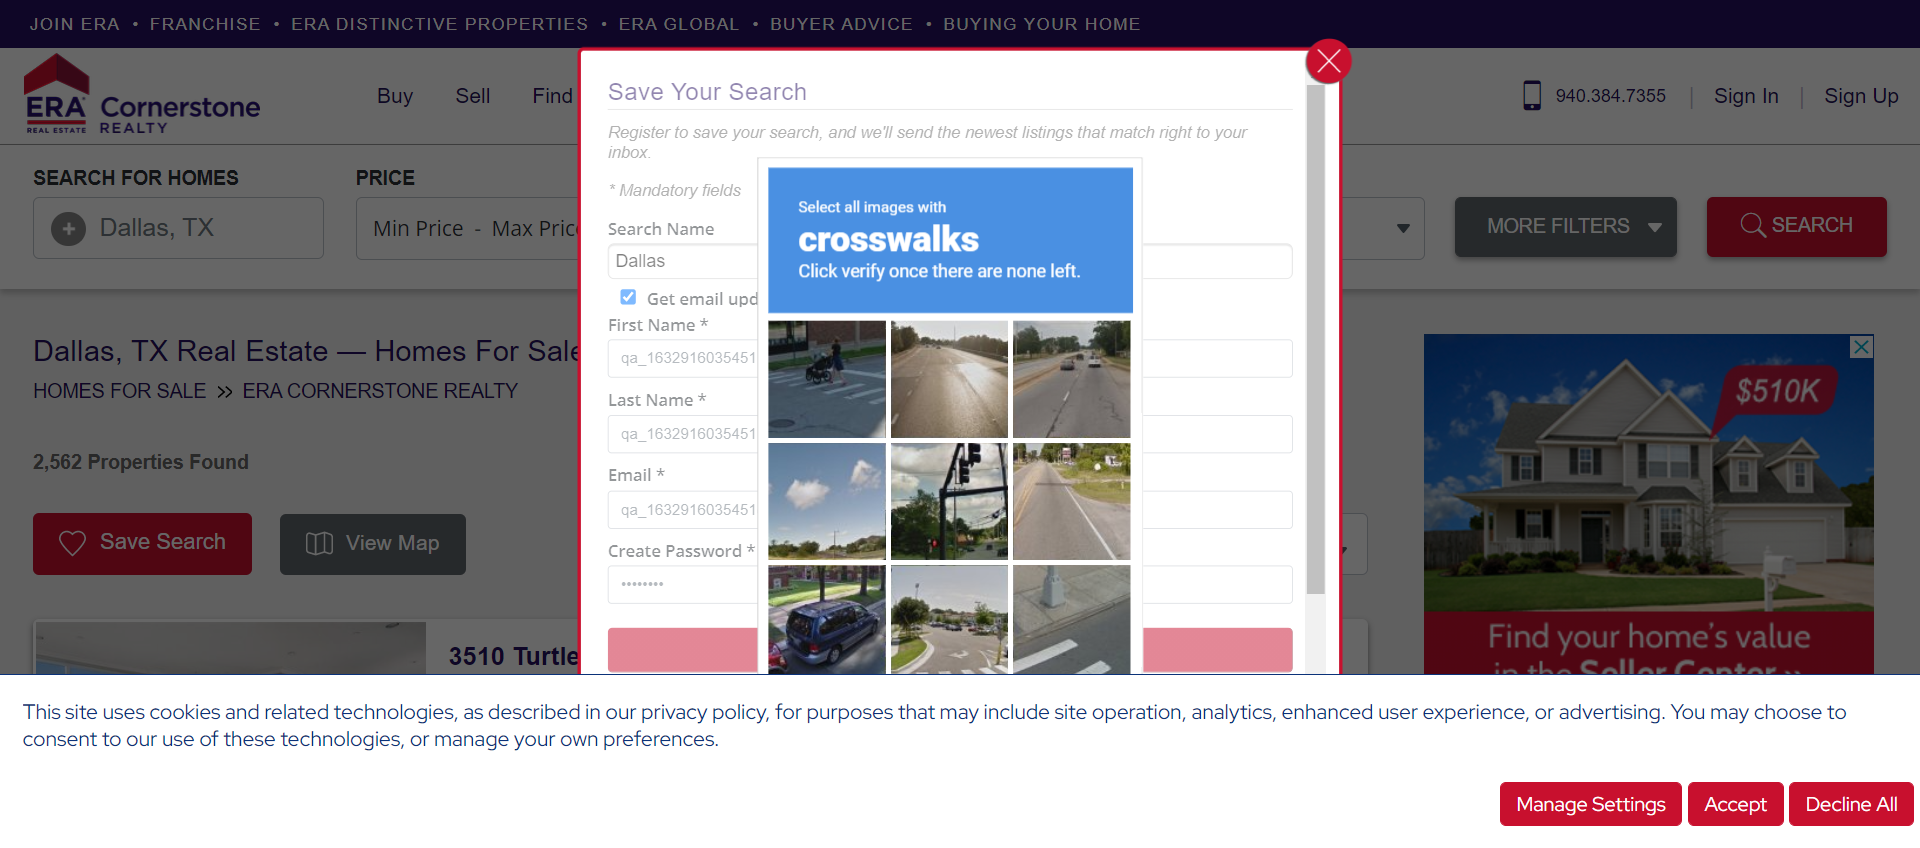 JOIN ERA • FRANCHISE • ERA DISTINCTIVE PROPERTIES • ERA GLOBAL • BUYER ADVICE • BUYING YOUR HOME
ERA
REAL ESTATE
Cornerstone
REALTY
Buy Sell Find
940.384.7355 | Sign In | Sign Up
SEARCH FOR HOMES
Dallas, TX
PRICE
Min Price - Max Pric
MORE FILTERS
SEARCH
Dallas, TX Real Estate — Homes For Sale
HOMES FOR SALE » ERA CORNERSTONE REALTY
2,562 Properties Found
Save Search
View Map
3510 Turtle
Save Your Search
Register to save your search, and we'll send the newest listings that match right to your
inbox.
* Mandatory fields
Search Name
Dallas
Get email upd
First Name *
qa_1632916035451
Last Name *
qa_1632916035451
Email *
qa_1632916035451
Create Password *
••••••••
Select all images with
crosswalks
Click verify once there are none left.
$510K
Find your home's value
in the Seller Center »
This site uses cookies and related technologies, as described in our privacy policy, for purposes that may include site operation, analytics, enhanced user experience, or advertising. You may choose to
consent to our use of these technologies, or manage your own preferences.
Manage Settings
Accept
Decline All